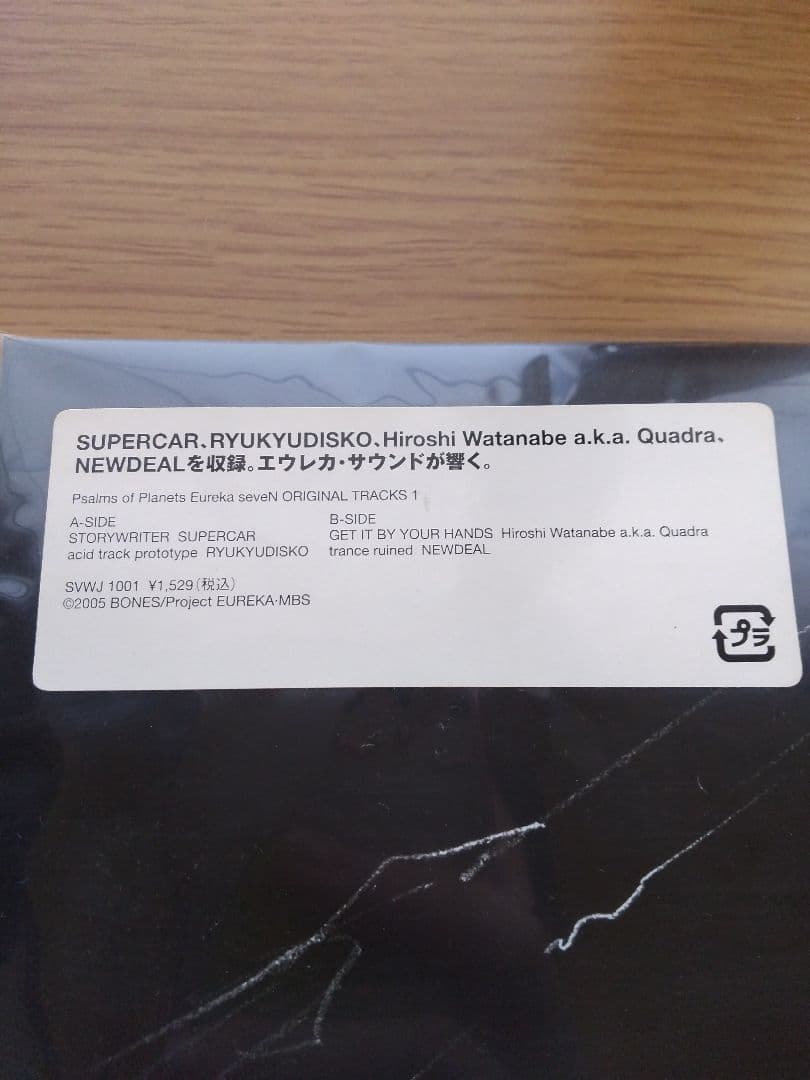 SUPERCAR、RYUKYUDISKO、Hiroshi Watanabe a.k.a. Quadra、
NEWDEALを収録。エウレカ・サウンドが響く。
Psalms of Planets Eureka seveN ORIGINAL TRACKS 1
A-SIDE
STORYWRITER SUPERCAR
acid track prototype RYUKYUDISKO
B-SIDE
GET IT BY YOUR HANDS Hiroshi Watanabe a.k.a. Quadra
trance ruined NEWDEAL
SVWJ 1001 ¥1,529(税込)
©2005 BONES/Project EUREKA·MBS
プラ